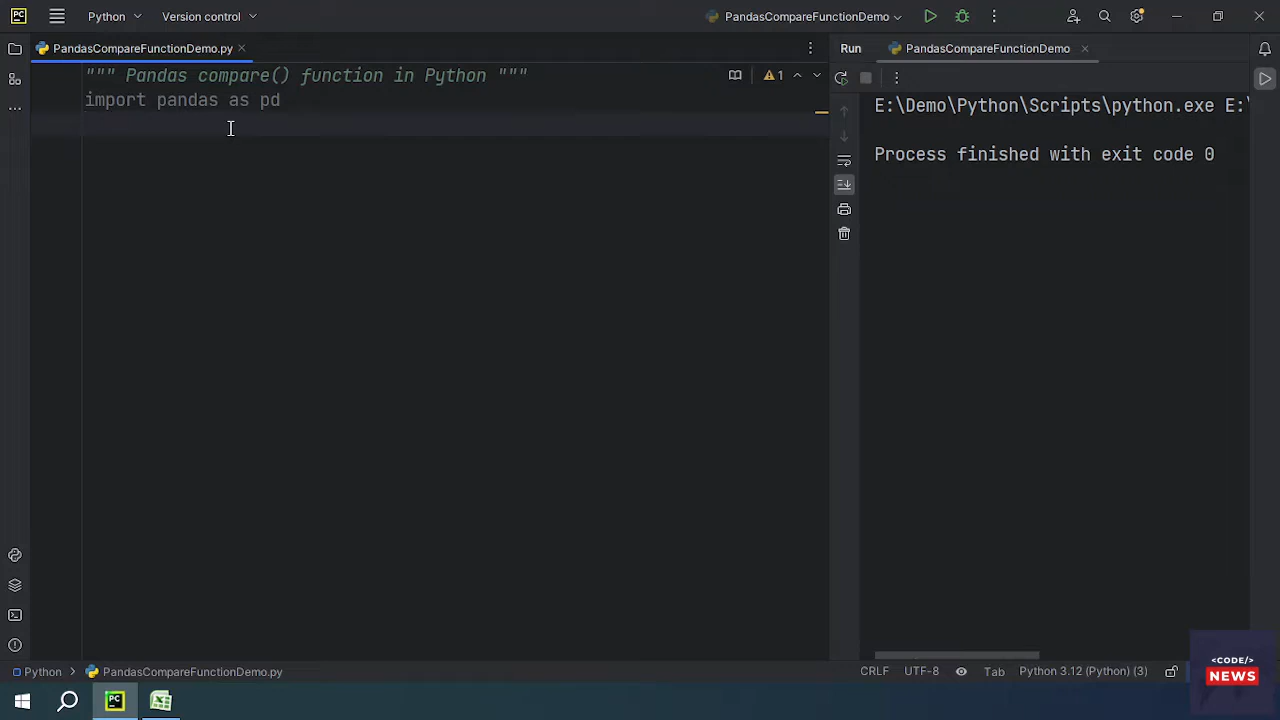 PC
Python
Version control
PandasCompareFunctionDemo
PandasCompareFunctionDemo.py
Run
PandasCompareFunctionDemo
""" Pandas compare() function in Python """
1
import pandas as pd
E:\Demo\Python\Scripts\python.exe E:\
Process finished with exit code 0
Python
PandasCompareFunctionDemo.py
CRLF
UTF-8
Tab
Python 3.12 (Python) (3)
PC
<CODE/>
NEWS